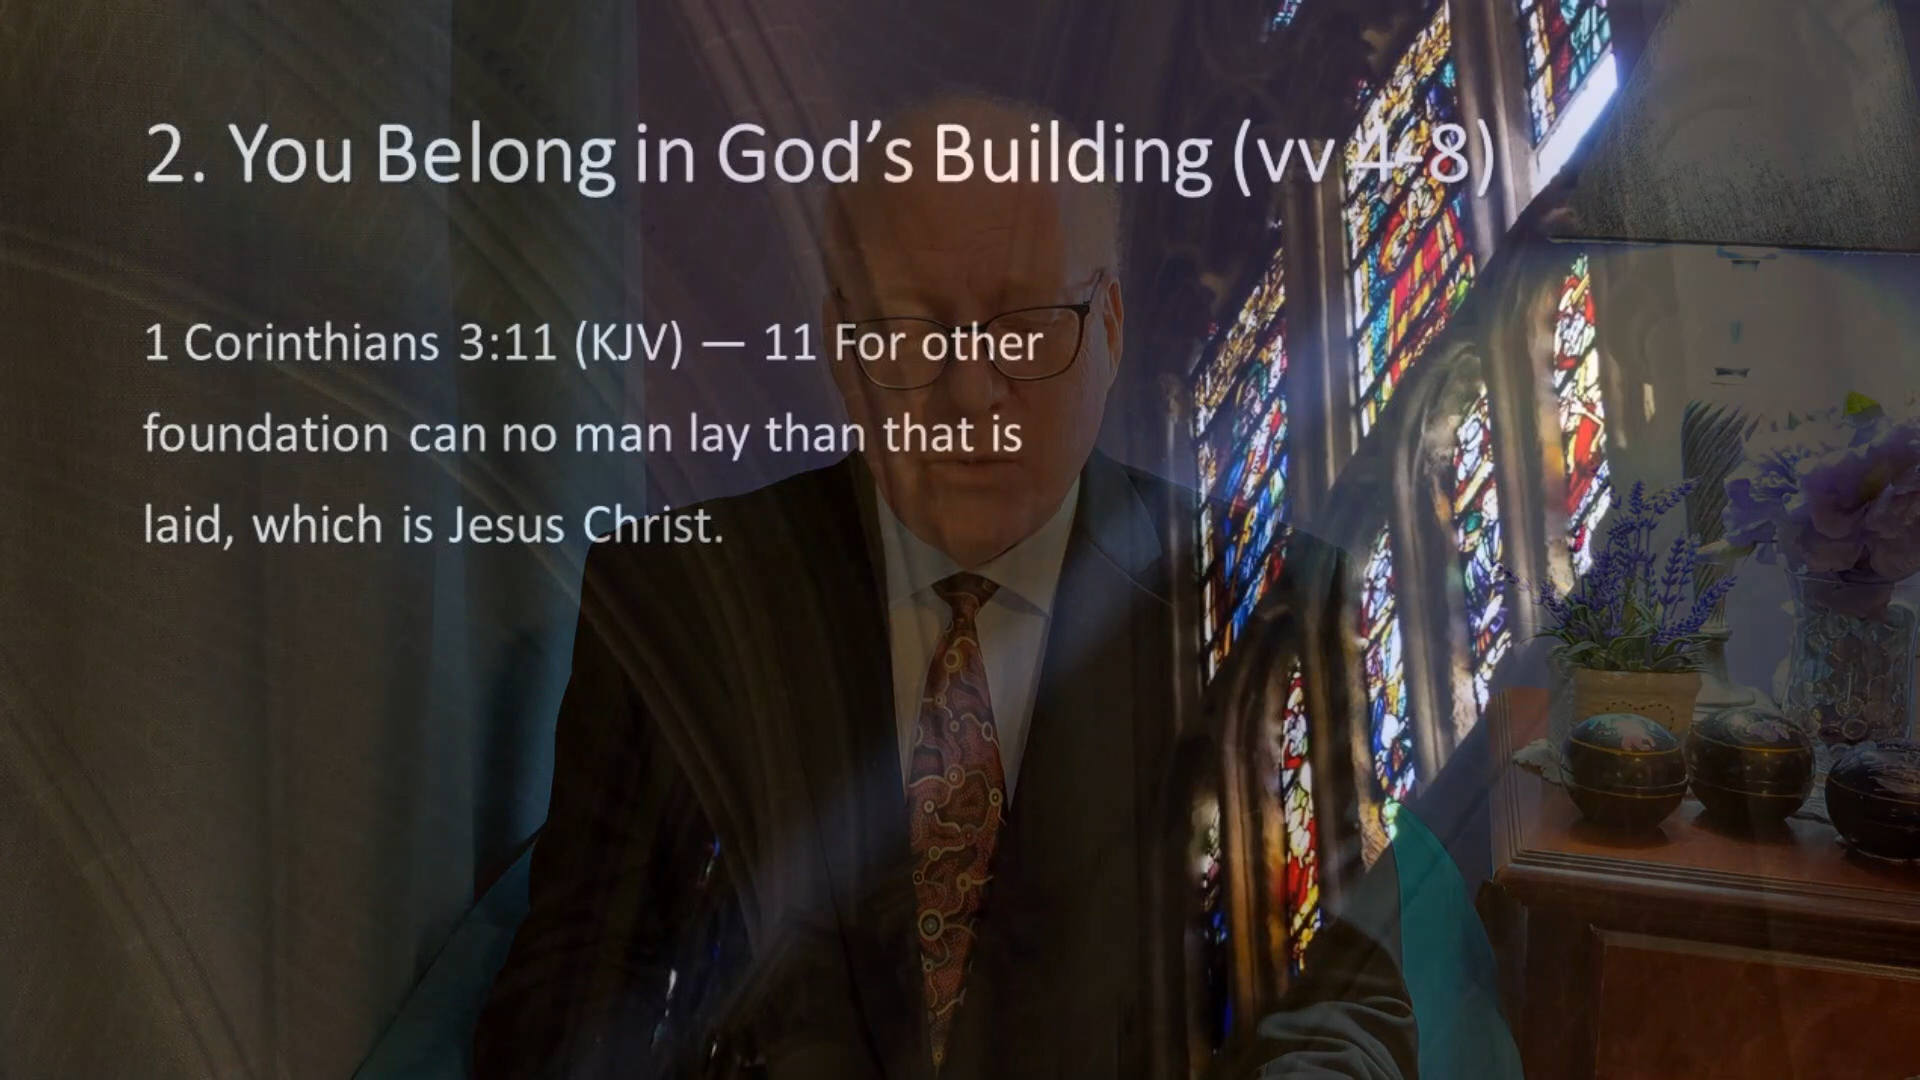 2. You Belong in God’s Building (vv 4-8)
1 Corinthians 3:11 (KJV) — 11 For other
foundation can no man lay than that is
laid, which is Jesus Christ.